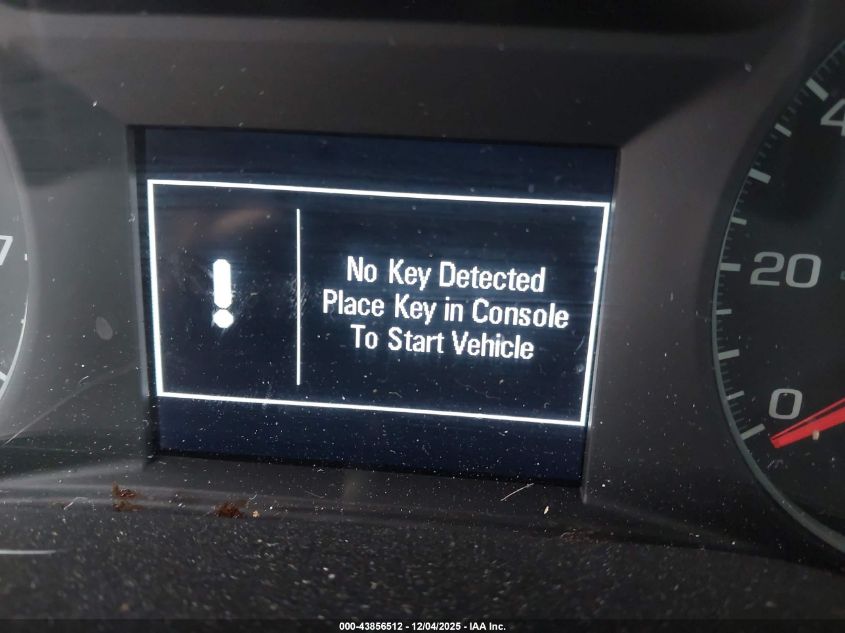 No Key Detected
Place Key in Console
To Start Vehicle
7
20
0
000-43856512 - 12/04/2025 - IAA Inc.